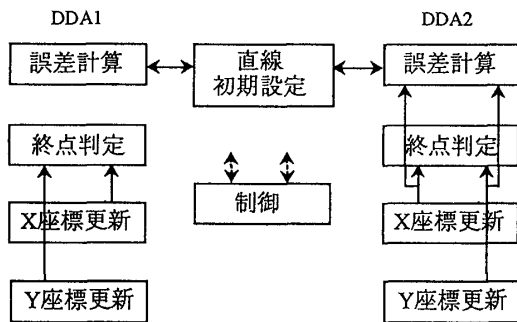 DDA1
DDA2
誤差計算
直線
初期設定
誤差計算
終点判定
終点判定
制御
X座標更新
X座標更新
Y座標更新
Y座標更新